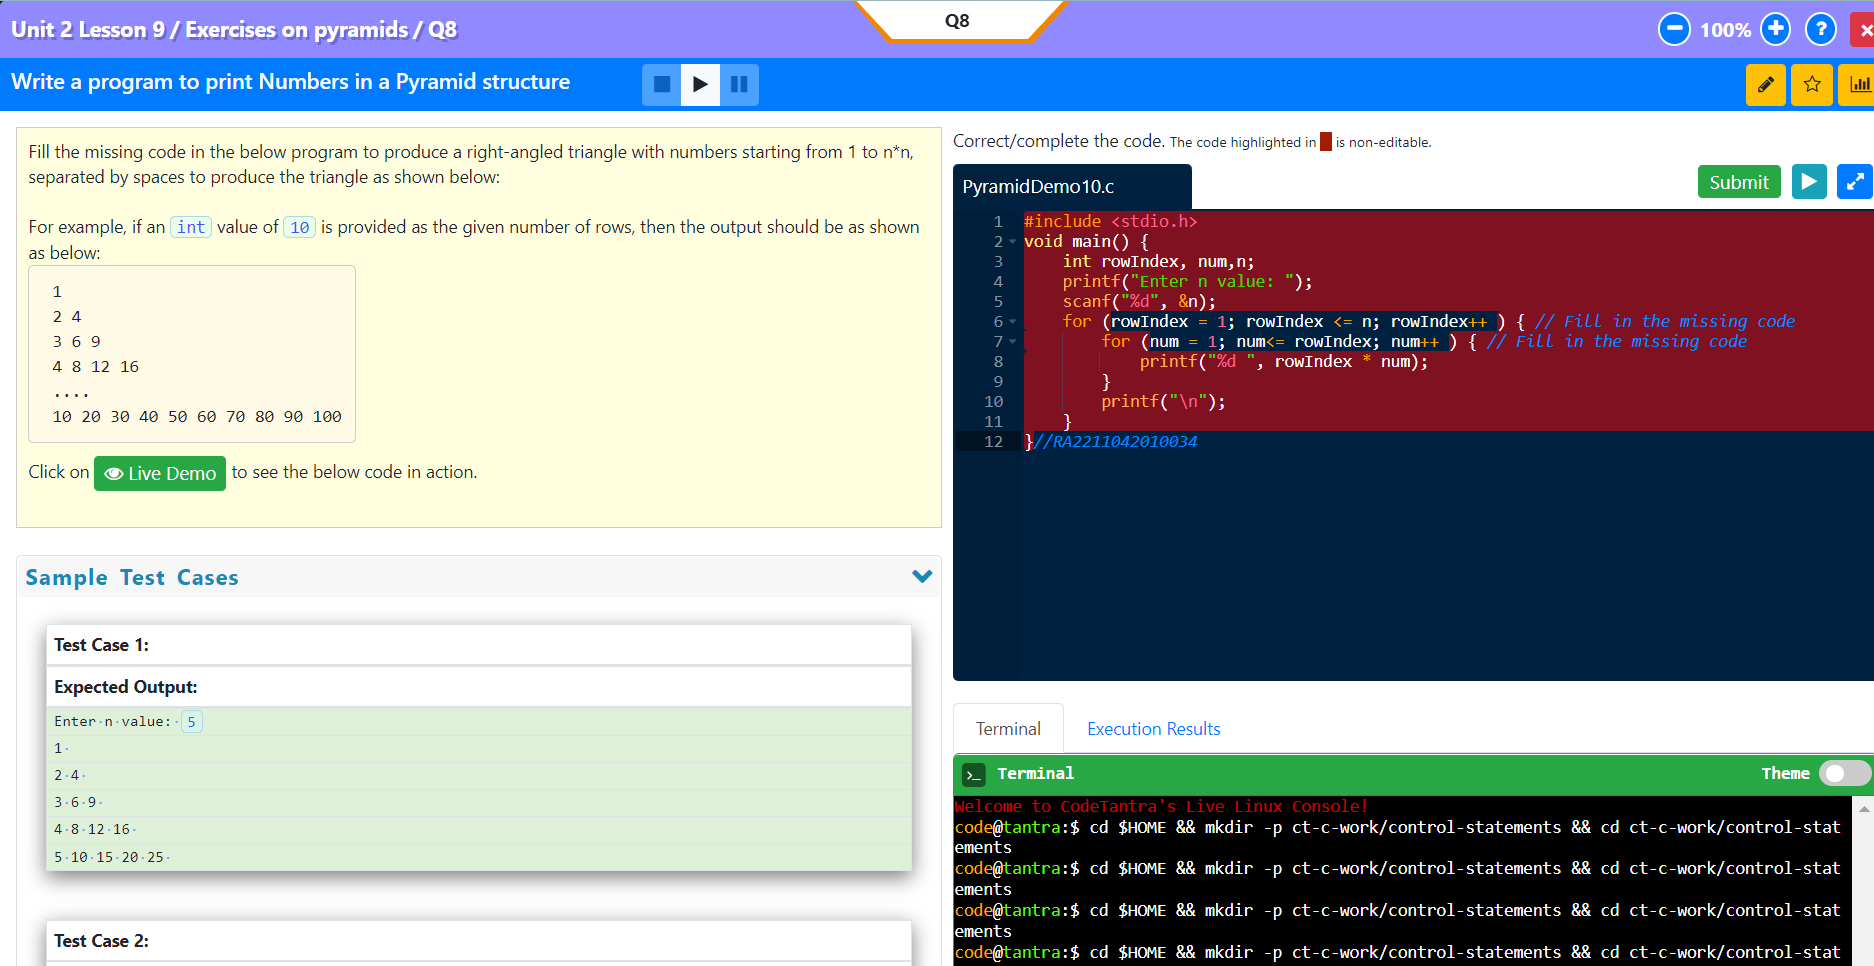 Unit 2 Lesson 9 / Exercises on pyramids / Q8
Q8
100%
?
Write a program to print Numbers in a Pyramid structure
Fill the missing code in the below program to produce a right-angled triangle with numbers starting from 1 to n*n,
separated by spaces to produce the triangle as shown below:
For example, if an int value of 10 is provided as the given number of rows, then the output should be as shown
as below:
1
2 4
3 6 9
4 8 12 16
....
10 20 30 40 50 60 70 80 90 100
Click on Live Demo to see the below code in action.
Sample Test Cases
Test Case 1:
Expected Output:
Enter·n·value:· 5
1·
2·4·
3·6·9·
4·8·12·16·
5·10·15·20·25·
Test Case 2:
Correct/complete the code. The code highlighted in is non-editable.
PyramidDemo10.c
Submit
1 #include <stdio.h>
2 void main() {
3 int rowIndex, num,n;
4 printf("Enter n value: ");
5 scanf("%d", &n);
6 for (rowIndex = 1; rowIndex <= n; rowIndex++ ) { // Fill in the missing code
7 for (num = 1; num<= rowIndex; num++ ) { // Fill in the missing code
8 printf("%d ", rowIndex * num);
9 }
10 printf("\n");
11 }
12 }//RA2211042010034
Terminal Execution Results
>_ Terminal Theme
Welcome to CodeTantra's Live Linux Console!
code@tantra:$ cd $HOME && mkdir -p ct-c-work/control-statements && cd ct-c-work/control-stat
ements
code@tantra:$ cd $HOME && mkdir -p ct-c-work/control-statements && cd ct-c-work/control-stat
ements
code@tantra:$ cd $HOME && mkdir -p ct-c-work/control-statements && cd ct-c-work/control-stat
ements
code@tantra:$ cd $HOME && mkdir -p ct-c-work/control-statements && cd ct-c-work/control-stat